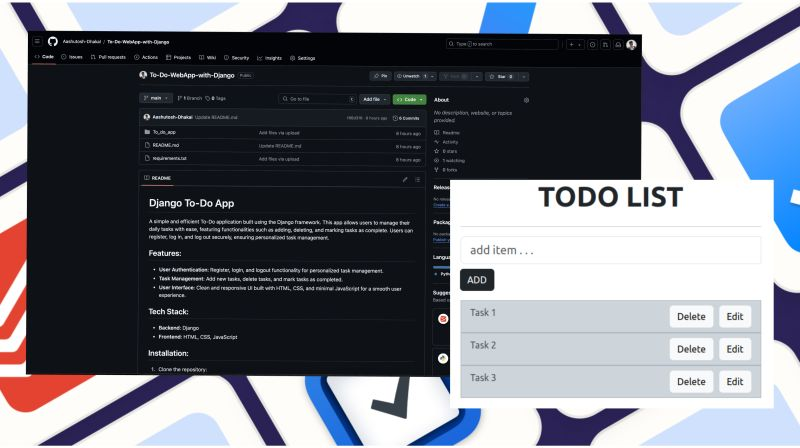 Aashutosh-Dhakal / To-Do-WebApp-with-Django
Type / to search
Code Issues Pull requests Actions Projects Wiki Security Insights Settings
To-Do-WebApp-with-Django Public
Pin Unwatch 1 Star 0
main 1 Branch 0 Tags Go to file t Add file Code
Aashutosh-Dhakal Update README.md 6 hours ago 6 Commits
To_do_app Add files via upload 6 hours ago
README.md Update README.md 6 hours ago
requirements.txt Add files via upload 6 hours ago
README
Django To-Do App
A simple and efficient To-Do application built using the Django framework. This app allows users to manage their
daily tasks with ease, featuring functionalities such as adding, deleting, and marking tasks as complete. Users can
register, log in, and log out securely, ensuring personalized task management.
Features:
• User Authentication: Register, login, and logout functionality for personalized task management.
• Task Management: Add new tasks, delete tasks, and mark tasks as completed.
• User Interface: Clean and responsive UI built with HTML, CSS, and minimal JavaScript for a smooth user
experience.
Tech Stack:
• Backend: Django
• Frontend: HTML, CSS, JavaScript
Installation:
1. Clone the repository:
About
No description, website, or topics
provided.
Readme
Activity
0 stars
1 watching
0 forks
TODO LIST
add item . . .
ADD
Task 1 Delete Edit
Task 2 Delete Edit
Task 3 Delete Edit